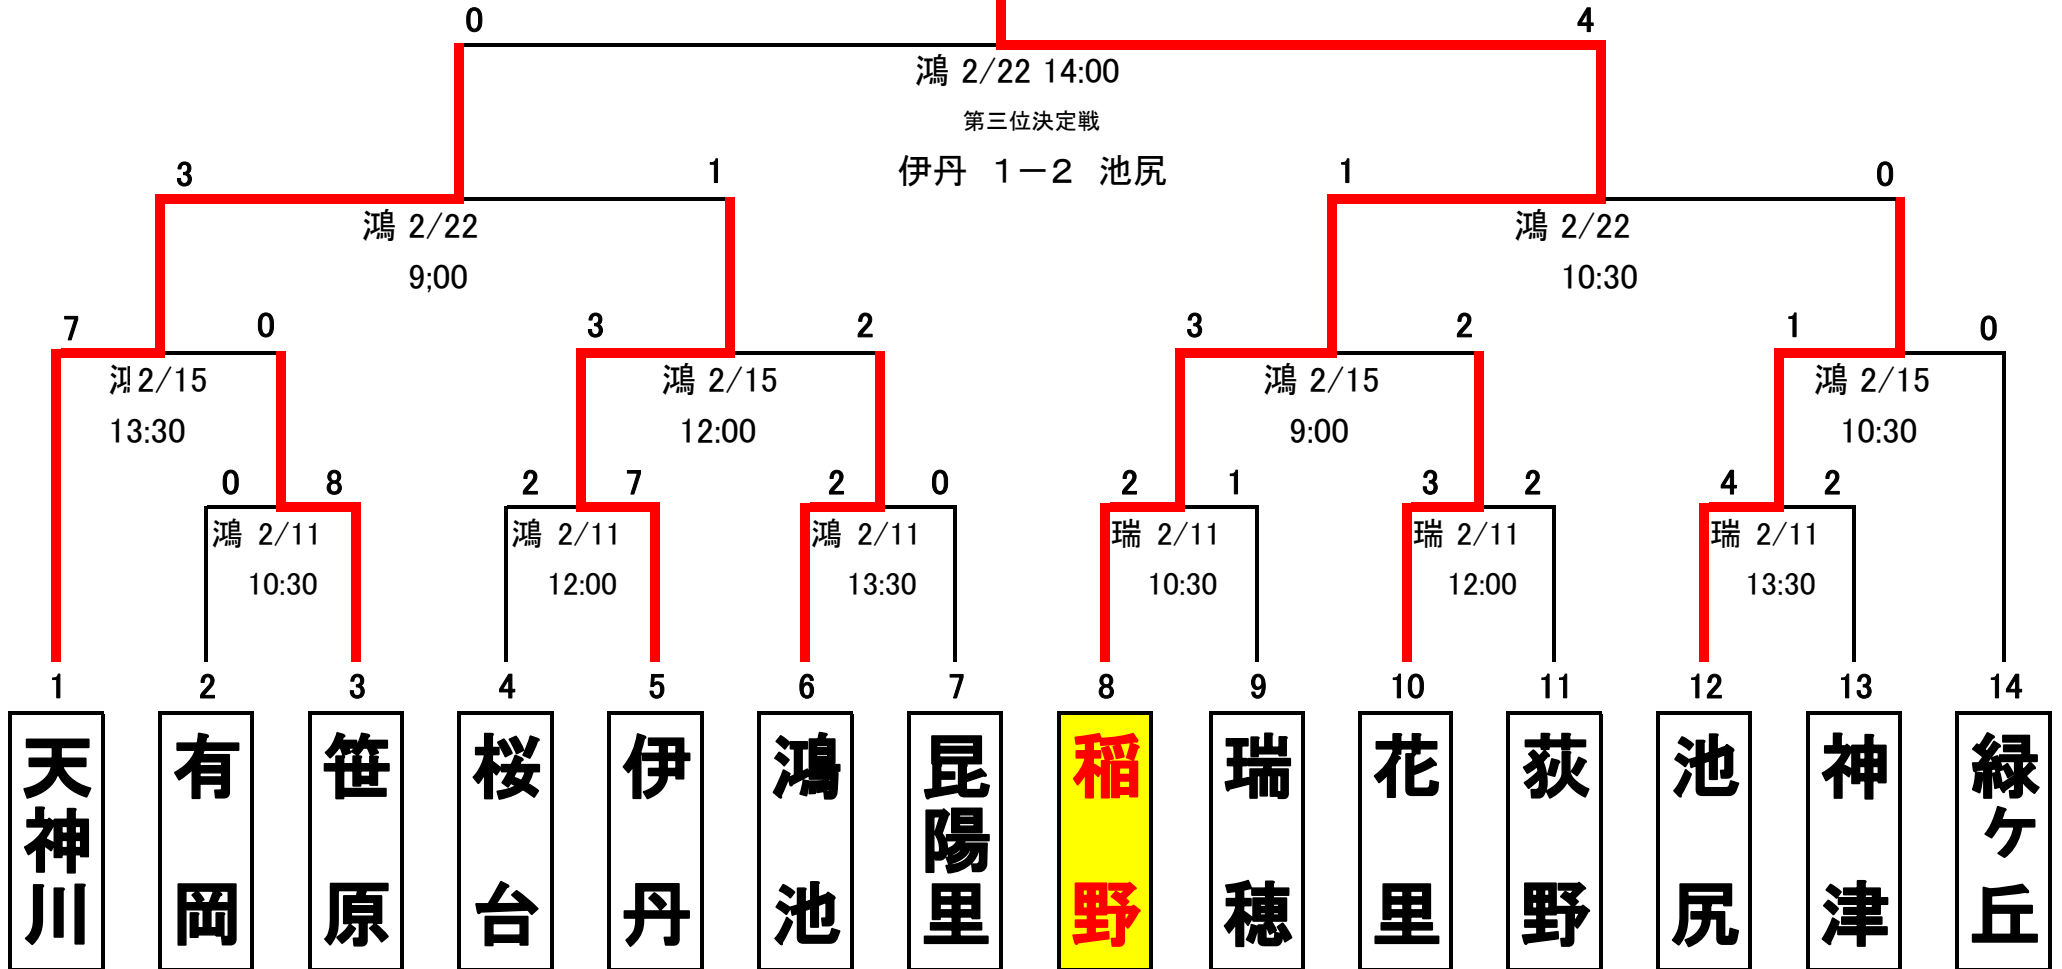 0 4
鴻 2/22 14:00
第三位決定戦
伊丹 1－2 池尻
3 1 1 0
鴻 2/22 鴻 2/22
9;00 10:30
7 0 3 2 3 2 1 0
鴻 2/15 鴻 2/15 鴻 2/15
2/15
13:30 12:00 9:00 10:30
0 8 2 7 2 0 2 1 3 2 4 2
鴻 2/11 鴻 2/11 鴻 2/11 瑞 2/11 瑞 2/11 瑞 2/11
10:30 12:00 13:30 10:30 12:00 13:30
1 2 3 4 5 6 7 8 9 10 11 12 13 14
天神川
有岡
笹原
桜台
伊丹
鴻池
昆陽里
稲野
瑞穂
花里
荻野
池尻
神津
緑ケ丘